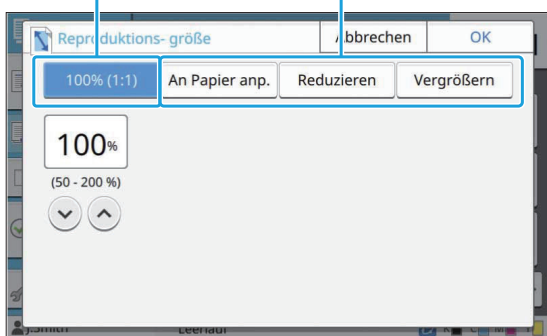 Reproduktions- größe
Abbrechen
OK
100% (1:1)
An Papier anp.
Reduzieren
Vergrößern
100%
(50 - 200 %)
J.Smith
Leerlauf
K C M